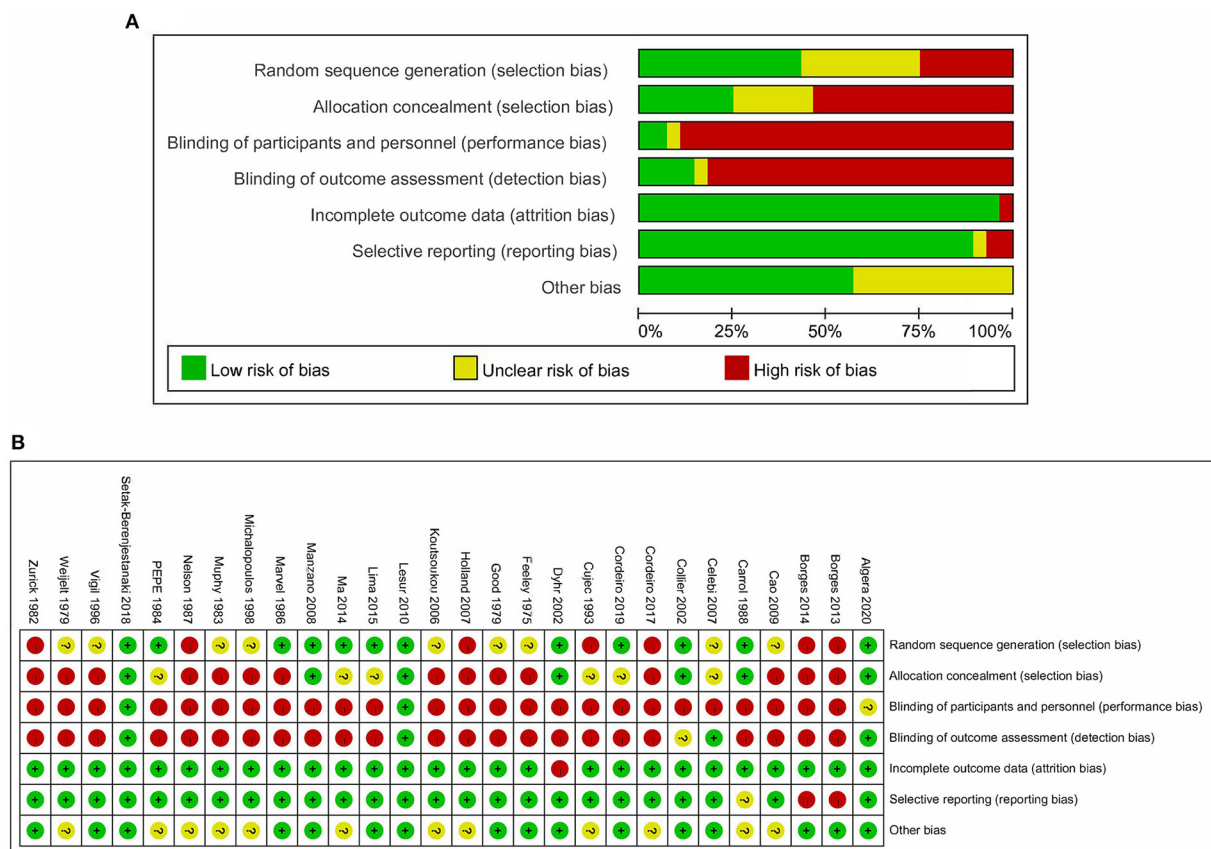 A
Random sequence generation (selection bias)
Allocation concealment (selection bias)
Blinding of participants and personnel (performance bias)
Blinding of outcome assessment (detection bias)
Incomplete outcome data (attrition bias)
Selective reporting (reporting bias)
Other bias
0% 25% 50% 75% 100%
Low risk of bias Unclear risk of bias High risk of bias
B
Zurick 1982
Weijelt 1979
Vigil 1996
Setak-Berenjestanaki 2018
PEPE 1984
Nelson 1987
Muphy 1983
Michalopoulos 1998
Marvel 1986
Manzano 2008
Ma 2014
Lima 2015
Lesur 2010
Koutsoukou 2006
Holland 2007
Good 1979
Feeley 1975
Dyhr 2002
Cujec 1993
Cordeiro 2019
Cordeiro 2017
Collier 2002
Celebi 2007
Carrol 1988
Cao 2009
Borges 2014
Borges 2013
Algera 2020
- ? ? + + - ? ? + + + + + ? - ? ? + - + - + ? + ? - - + Random sequence generation (selection bias)
- - - + ? - - - - + ? ? + - - - - + ? ? - + ? + - - - + Allocation concealment (selection bias)
- - - + - - - - - - - - + - - - - - - - - - - - - - - ? Blinding of participants and personnel (performance bias)
- - - + - - - - - - - - + - - - - - - - - ? + - - - - + Blinding of outcome assessment (detection bias)
+ + + + + + + + + + + + + + + + + - + + + + + + + + + + Incomplete outcome data (attrition bias)
+ + + + + + + + + + + + + + + + + + + + + + + ? + - - + Selective reporting (reporting bias)
+ ? + + ? ? ? ? + + ? + + ? ? + + + ? + ? + + ? ? + + + Other bias